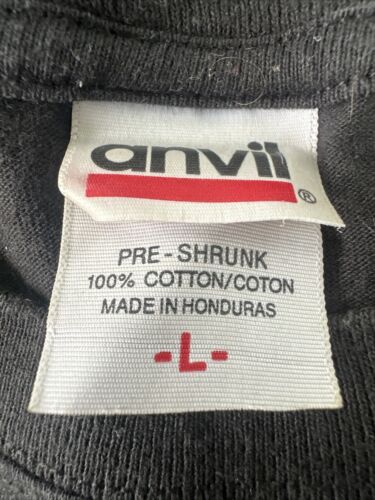 anvil
®
PRE-SHRUNK
100% COTTON/COTON
MADE IN HONDURAS
-L-